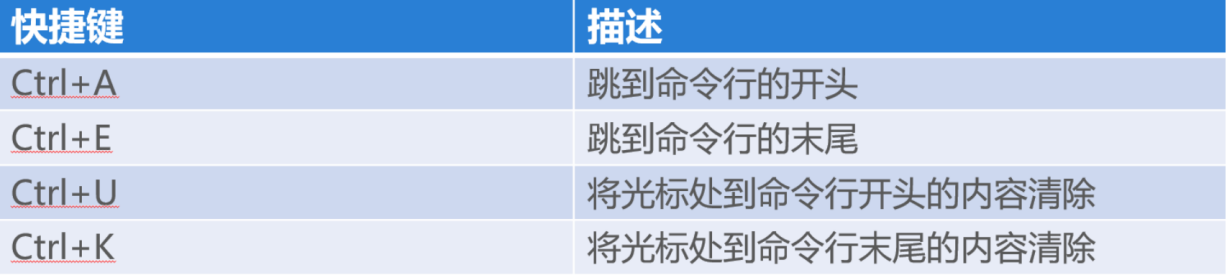 快捷键 描述
Ctrl+A 跳到命令行的开头
Ctrl+E 跳到命令行的末尾
Ctrl+U 将光标处到命令行开头的内容清除
Ctrl+K 将光标处到命令行末尾的内容清除